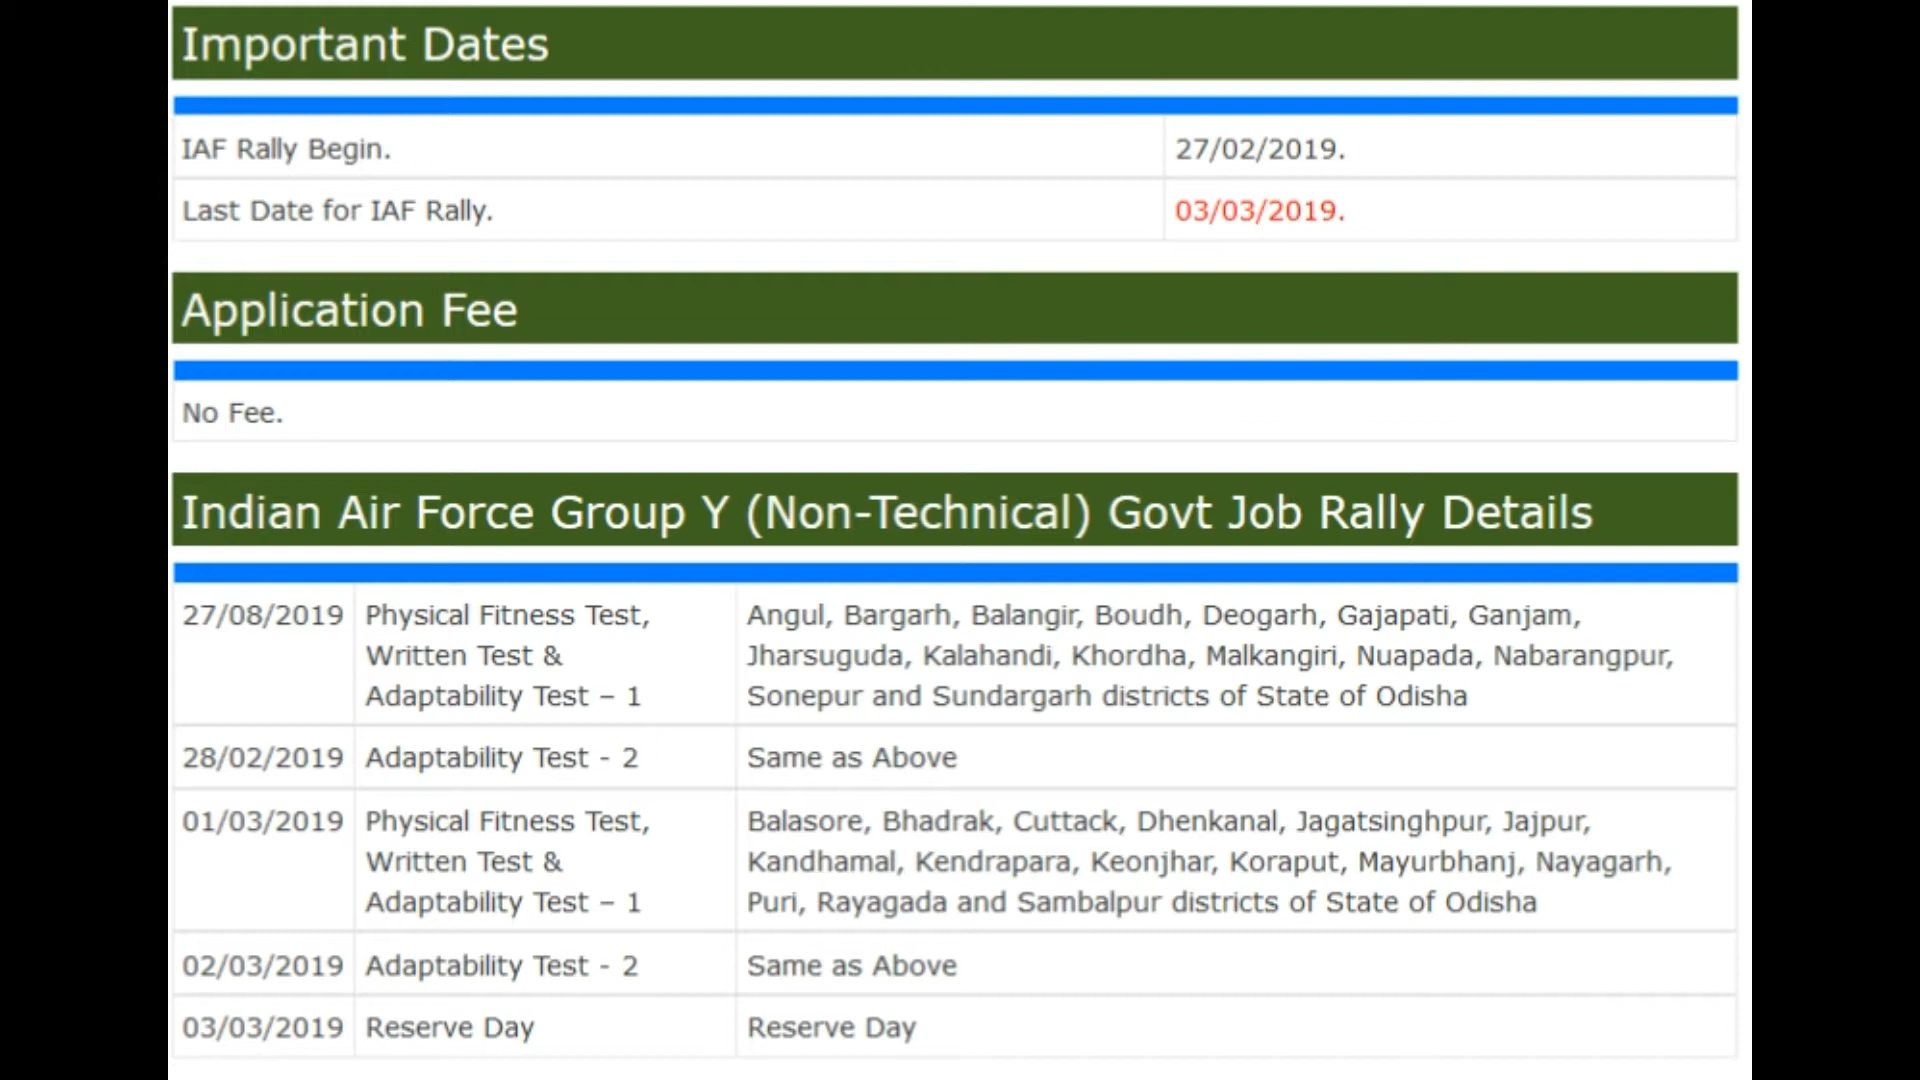 Important Dates
IAF Rally Begin. 27/02/2019.
Last Date for IAF Rally. 03/03/2019.
Application Fee
No Fee.
Indian Air Force Group Y (Non-Technical) Govt Job Rally Details
27/08/2019 Physical Fitness Test, Angul, Bargarh, Balangir, Boudh, Deogarh, Gajapati, Ganjam,
Written Test & Jharsuguda, Kalahandi, Khordha, Malkangiri, Nuapada, Nabarangpur,
Adaptability Test – 1 Sonepur and Sundargarh districts of State of Odisha
28/02/2019 Adaptability Test - 2 Same as Above
01/03/2019 Physical Fitness Test, Balasore, Bhadrak, Cuttack, Dhenkanal, Jagatsinghpur, Jajpur,
Written Test & Kandhamal, Kendrapara, Keonjhar, Koraput, Mayurbhanj, Nayagarh,
Adaptability Test – 1 Puri, Rayagada and Sambalpur districts of State of Odisha
02/03/2019 Adaptability Test - 2 Same as Above
03/03/2019 Reserve Day Reserve Day